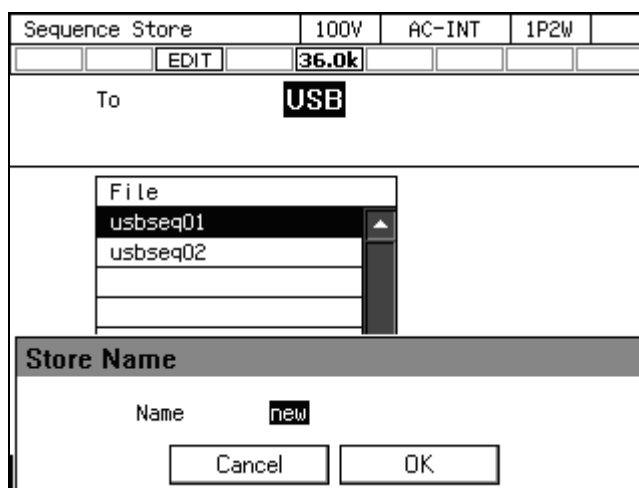 Sequence Store 100V AC-INT 1P2W
EDIT 36.0k
To USB
File
usbseq01
usbseq02
Store Name
Name new
Cancel OK